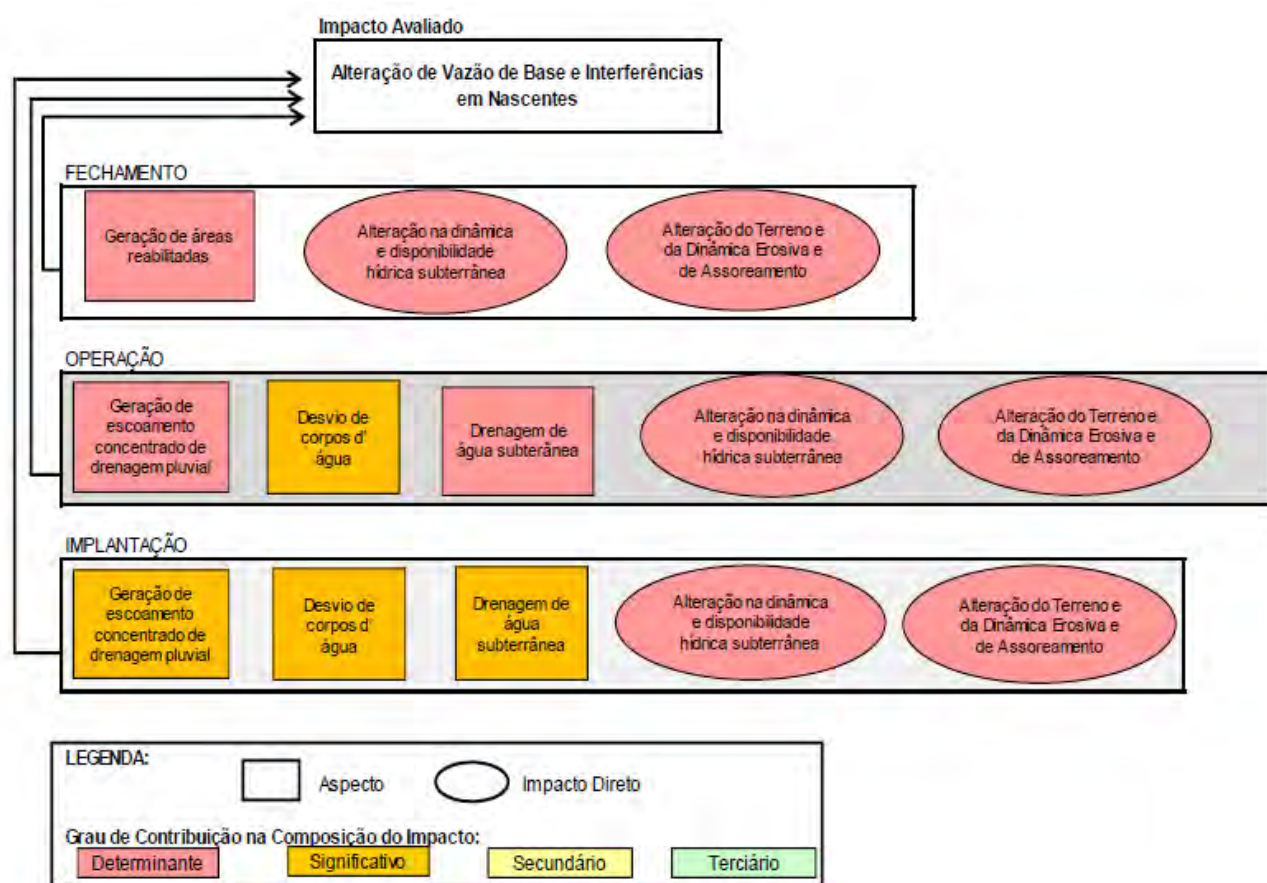 Impacto Avaliado
Alteração de Vazão de Base e Interferências
em Nascentes
FECHAMENTO
Geração de áreas
reabilitadas
Alteração na dinâmica
e disponibilidade
hídrica subterrânea
Alteração do Terreno e
da Dinâmica Erosiva e
de Assoreamento
OPERAÇÃO
Geração de
escoamento
concentrado de
drenagem pluvial
Desvio de
corpos d'
água
Drenagem de
água subterânea
Alteração na dinâmica
e disponibilidade
hídrica subterrânea
Alteração do Terreno e
da Dinâmica Erosiva e
de Assoreamento
IMPLANTAÇÃO
Geração de
escoamento
concentrado de
drenagem pluvial
Desvio de
corpos d'
água
Drenagem de
água
subterrânea
Alteração na dinâmica
e disponibilidade
hídrica subterrânea
Alteração do Terreno e
da Dinâmica Erosiva e
de Assoreamento
LEGENDA:
Aspecto
Impacto Direto
Grau de Contribuição na Composição do Impacto:
Determinante
Significativo
Secundário
Terciário